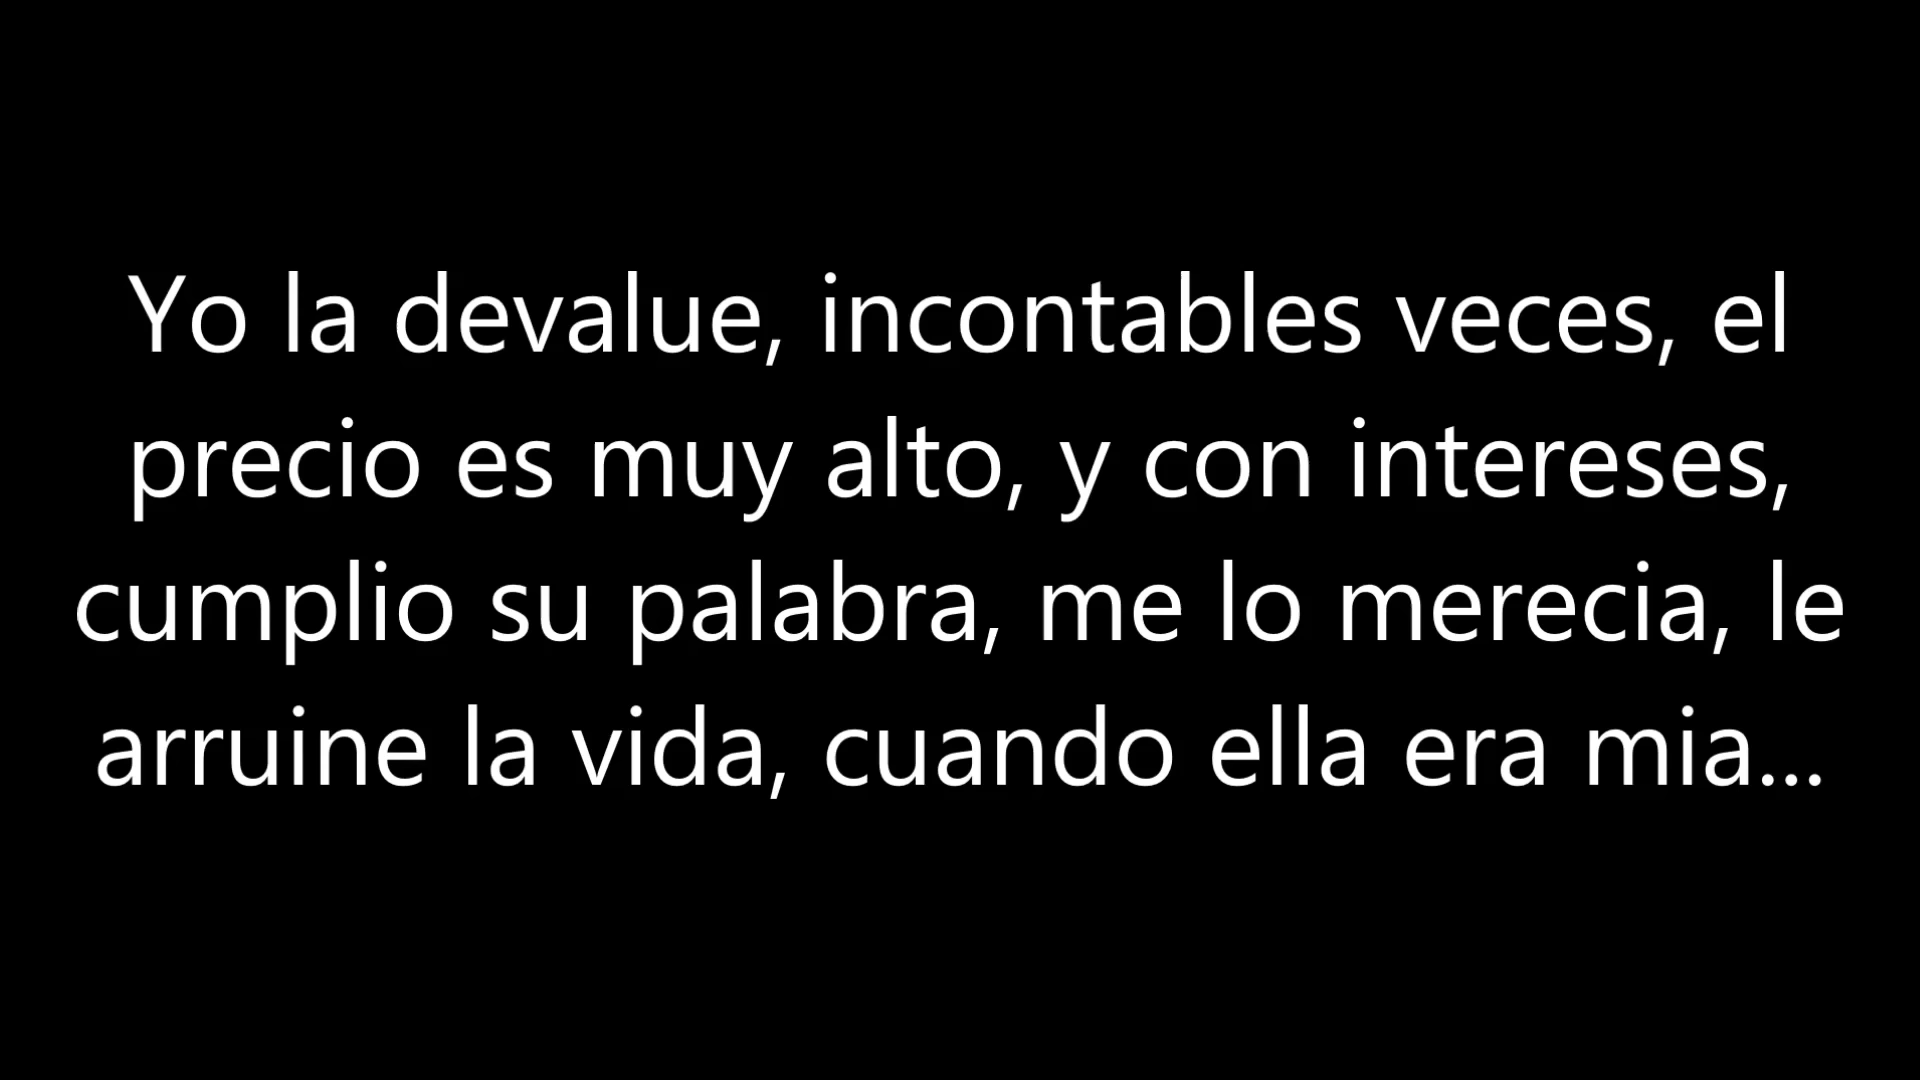 Yo la devalue, incontables veces, el
precio es muy alto, y con intereses,
cumplio su palabra, me lo merecia, le
arruine la vida, cuando ella era mia...